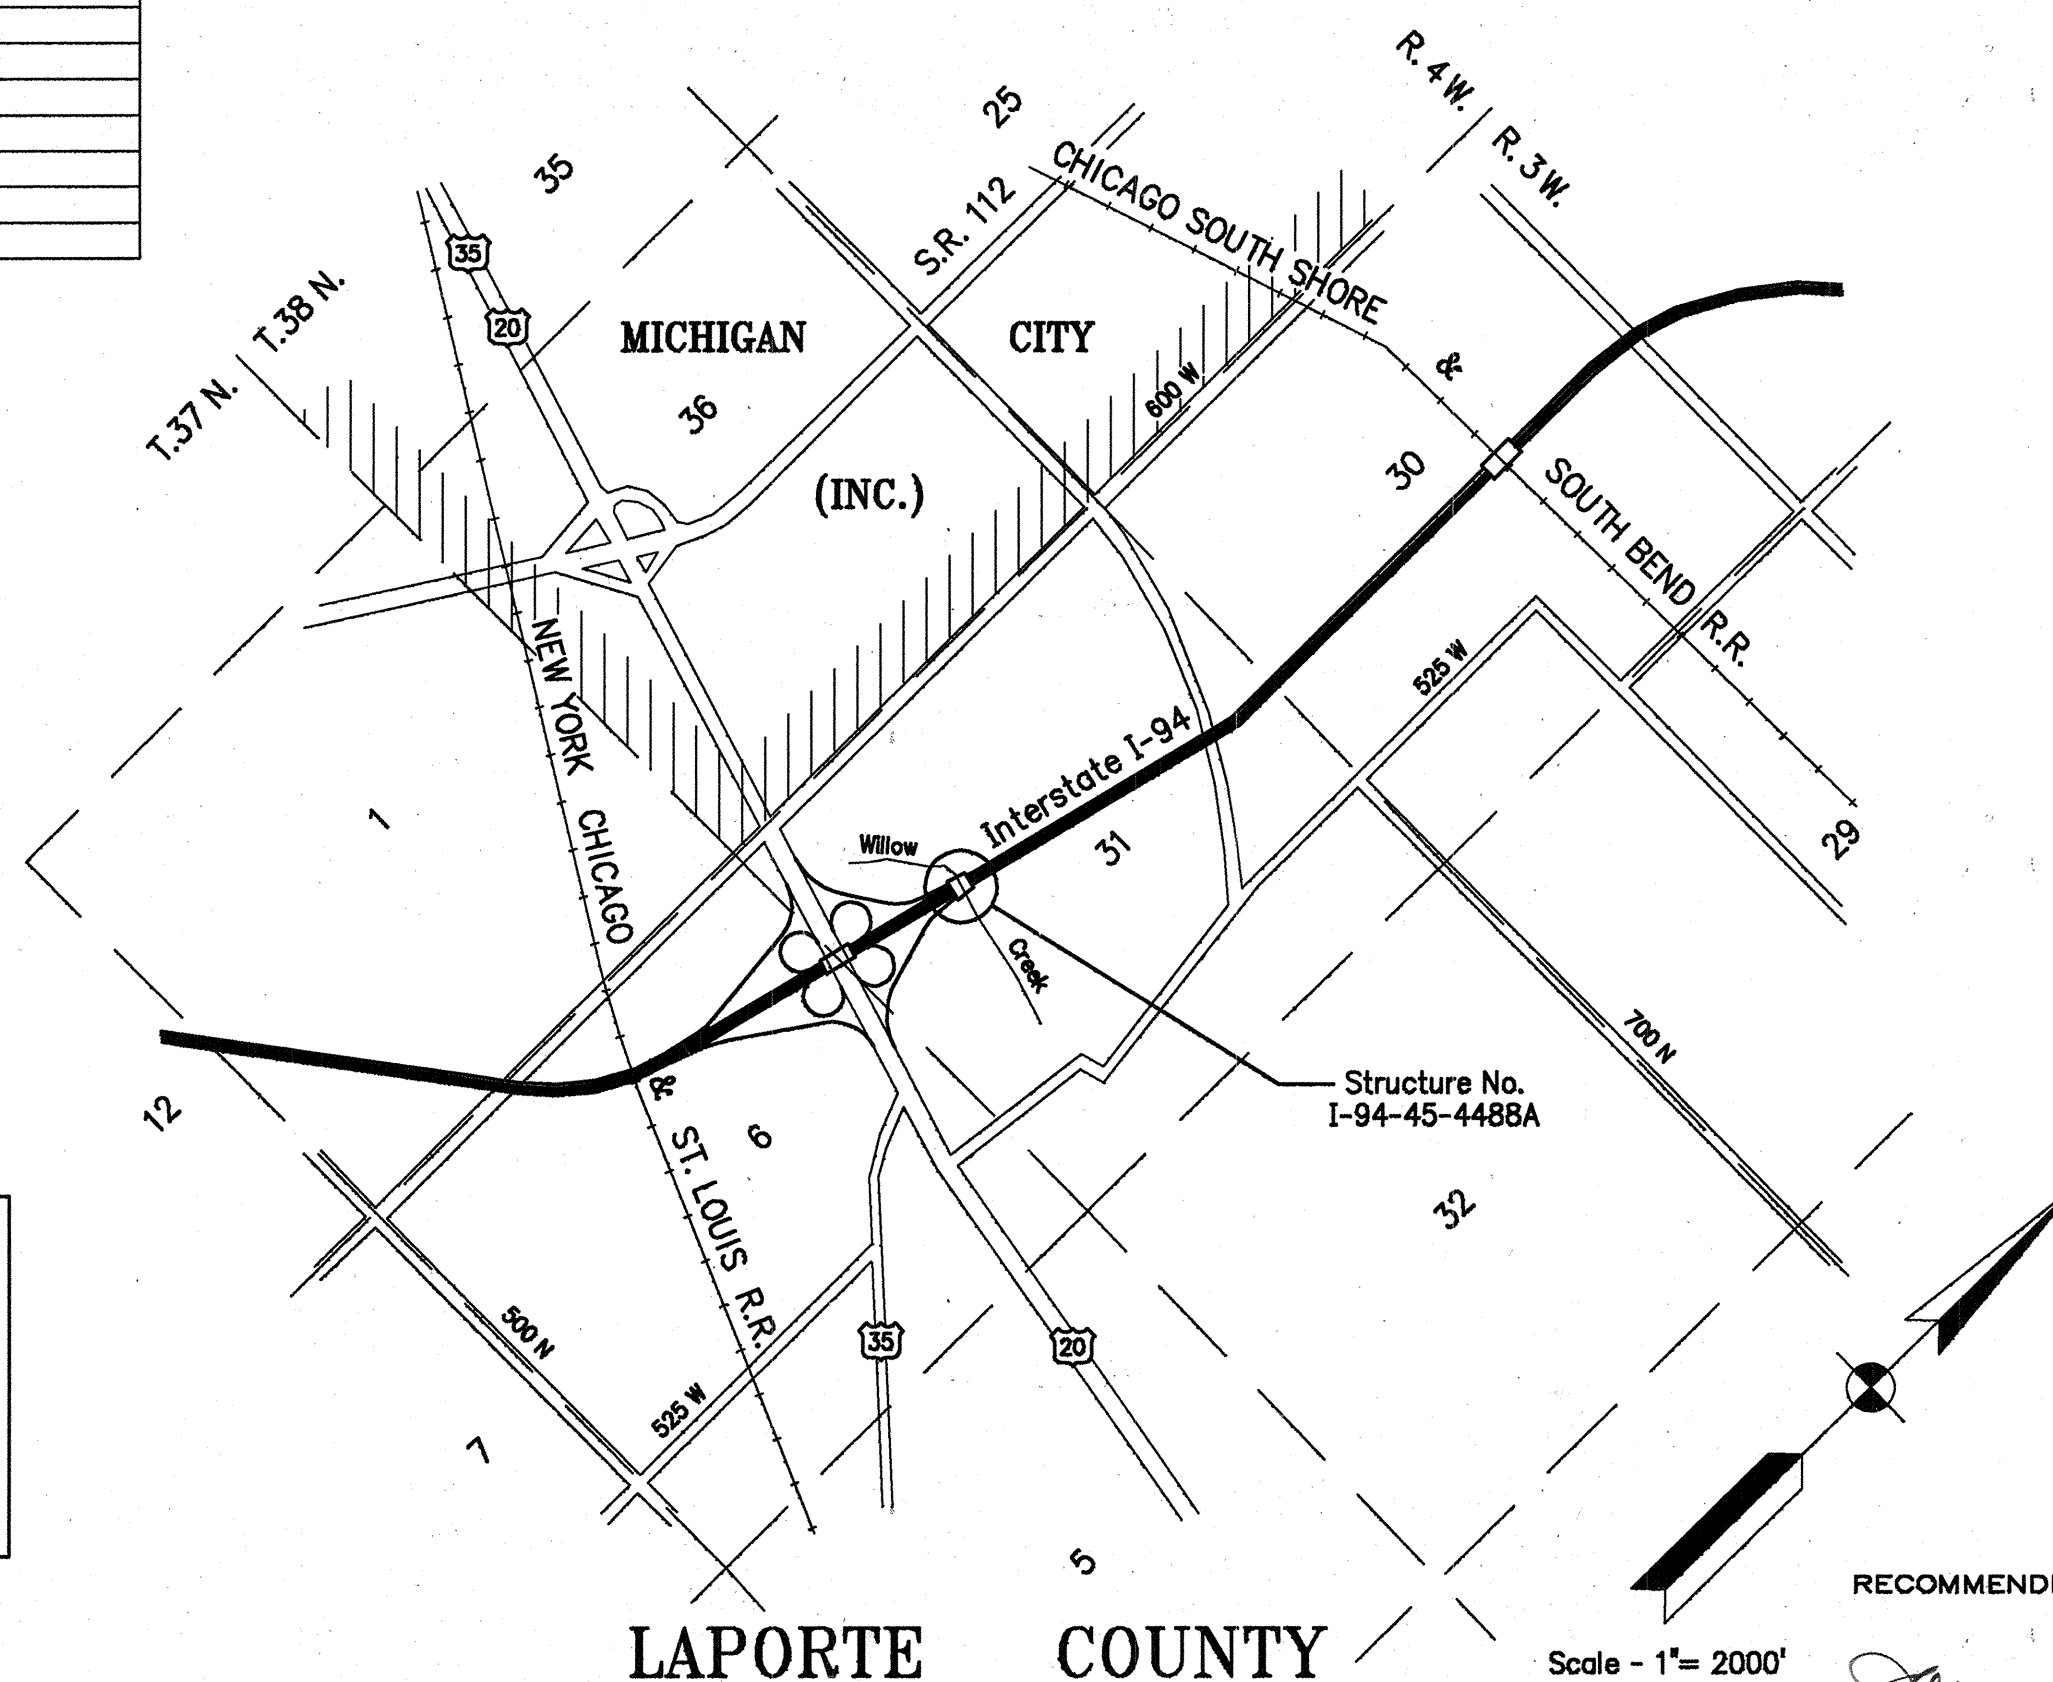 R. 4 W.
R. 3 W.
25
35
CHICAGO SOUTH SHORE
&
SOUTH BEND R.R.
S.R. 112
35
20
T.38 N.
T.37 N.
MICHIGAN CITY
(INC.)
36
600 W
30
525 W
29
NEW YORK CHICAGO
&
ST. LOUIS R.R.
1
Interstate I-94
31
Willow
Creek
700 N
Structure No.
I-94-45-4488A
12
6
32
500 N
525 W
35
20
7
5
LAPORTE COUNTY
Scale - 1"= 2000'